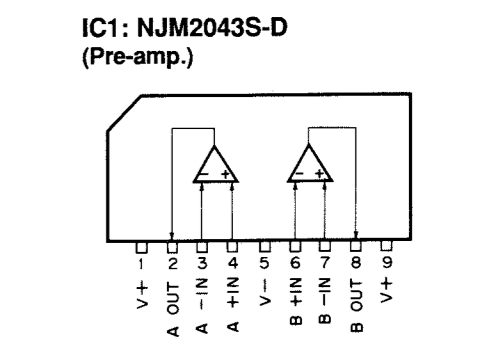 IC1: NJM2043S-D
(Pre-amp.)
- + - +
1 2 3 4 5 6 7 8 9
V+
A OUT
A -IN
A +IN
V-
B +IN
B -IN
B OUT
V+